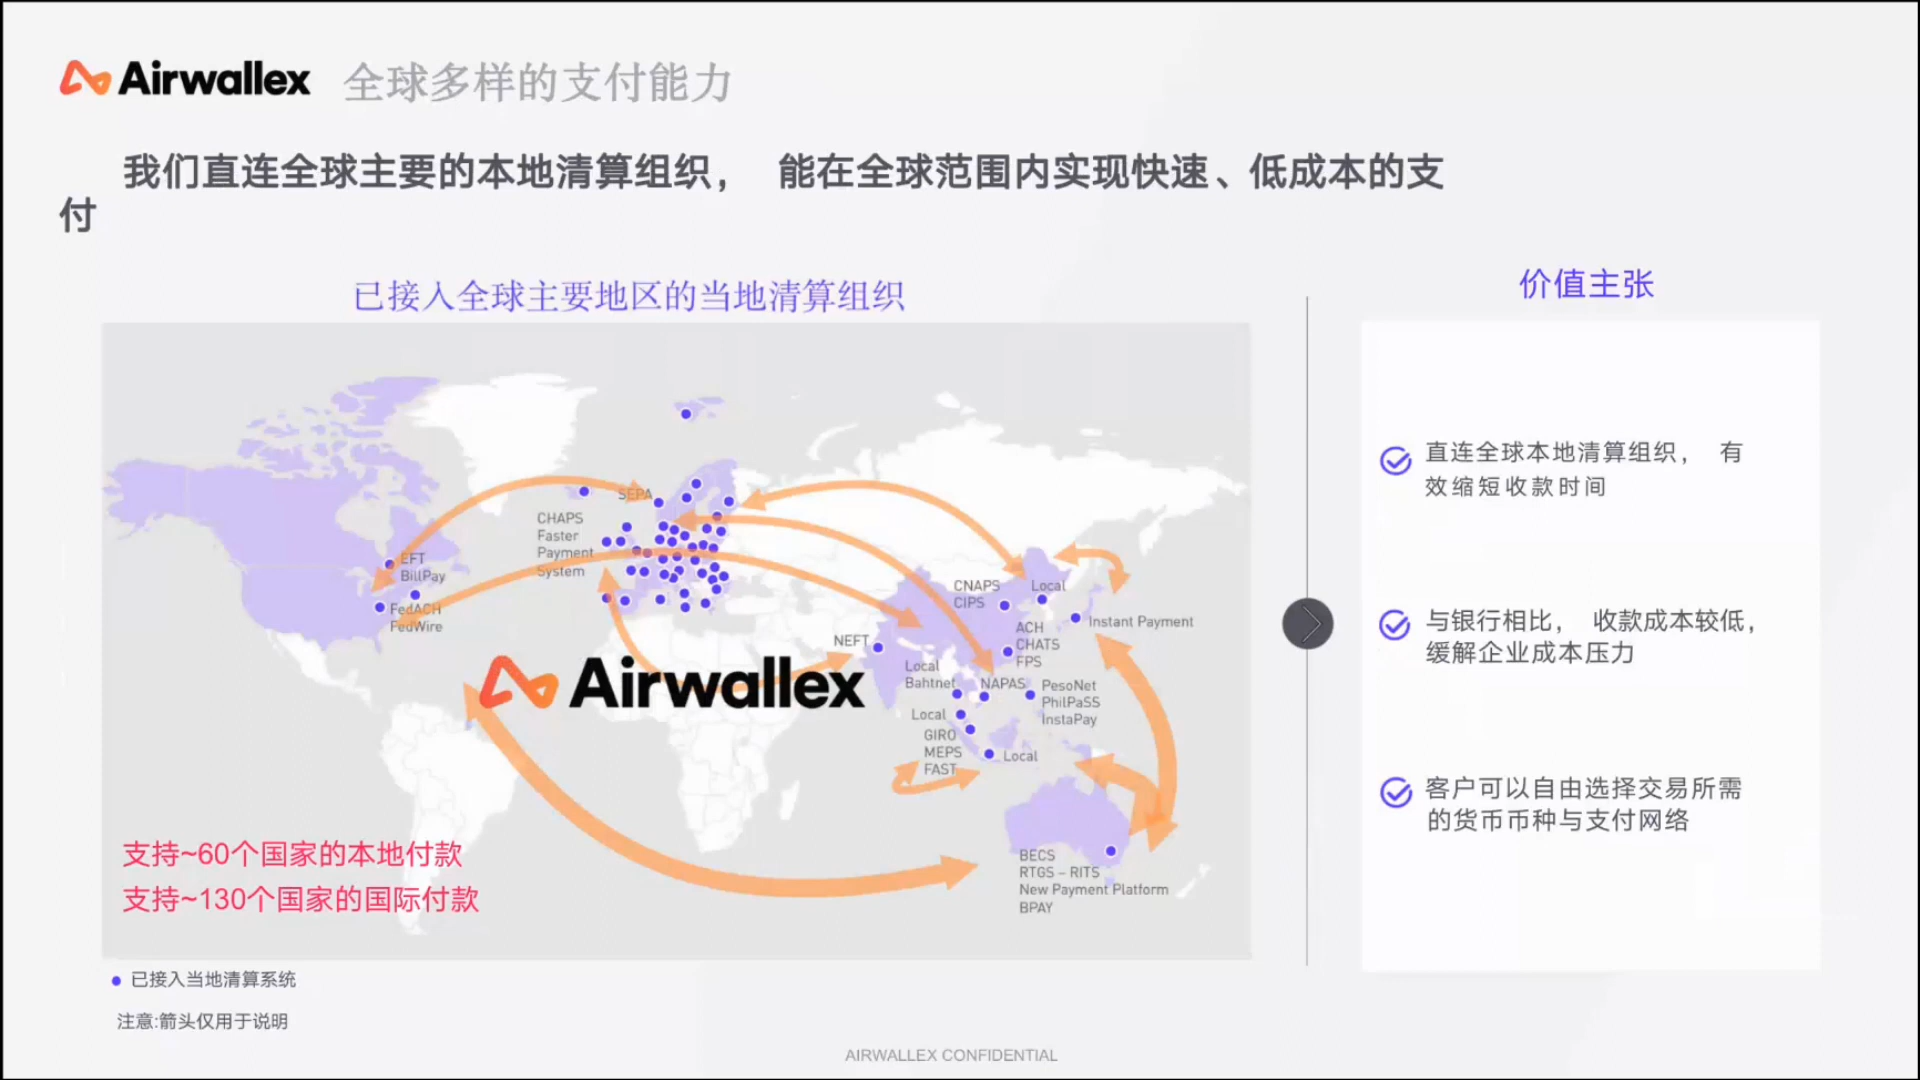 Airwallex 全球多样的支付能力
我们直连全球主要的本地清算组织， 能在全球范围内实现快速、低成本的支
付
已接入全球主要地区的当地清算组织
SEPA
CHAPS
Faster
Payment
System
EFT
BillPay
FedACH
FedWire
CNAPS
CIPS
Local
Instant Payment
ACH
CHATS
FPS
NEFT
Local
Bahtnet
NAPAS
PesoNet
PhilPaSS
InstaPay
Local
GIRO
MEPS
FAST
Local
Airwallex
BECS
RTGS – RITS
New Payment Platform
BPAY
支持~60个国家的本地付款
支持~130个国家的国际付款
已接入当地清算系统
注意:箭头仅用于说明
价值主张
直连全球本地清算组织， 有
效缩短收款时间
与银行相比， 收款成本较低，
缓解企业成本压力
客户可以自由选择交易所需
的货币币种与支付网络
AIRWALLEX CONFIDENTIAL